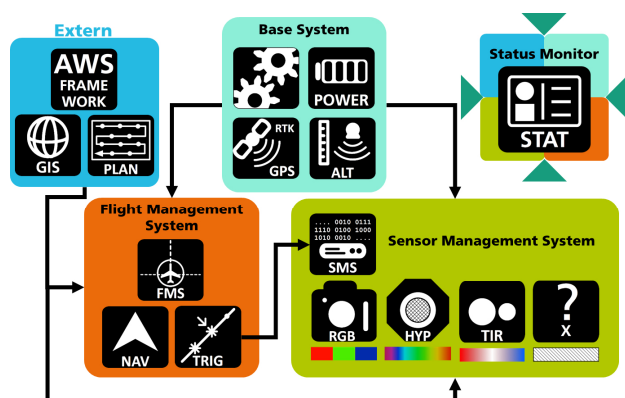 Extern
AWS
FRAME
WORK
GIS
PLAN
Base System
POWER
RTK
GPS
ALT
Status Monitor
STAT
Flight Management
System
FMS
NAV
TRIG
.... 0010 0111
1110 0100 1000
1010 0010 ....
SMS
Sensor Management System
RGB
HYP
TIR
?
X